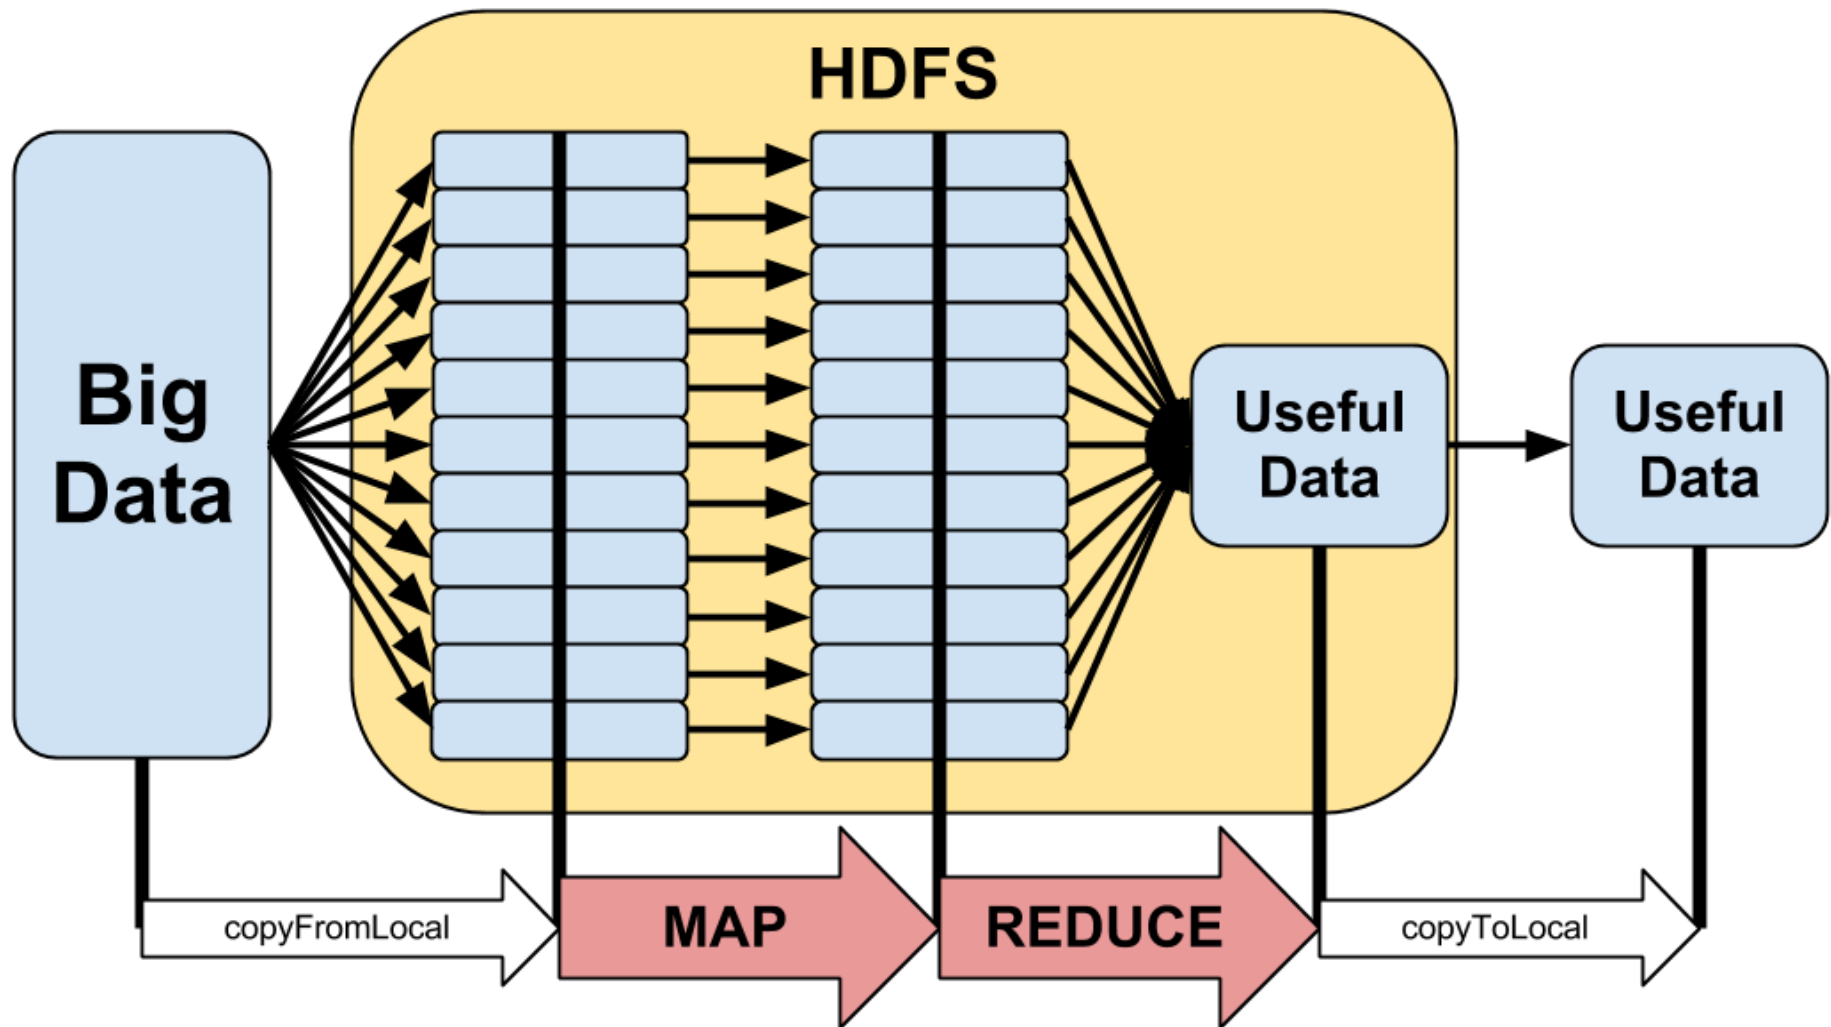 HDFS
Big
Data
Useful
Data
Useful
Data
copyFromLocal
MAP
REDUCE
copyToLocal